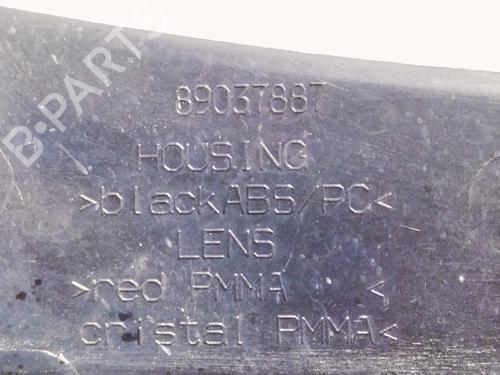 B-PARTS
89037887
HOUSING
>blackABS/PC<
LENS
>red PMMA <
cristal PMMA<